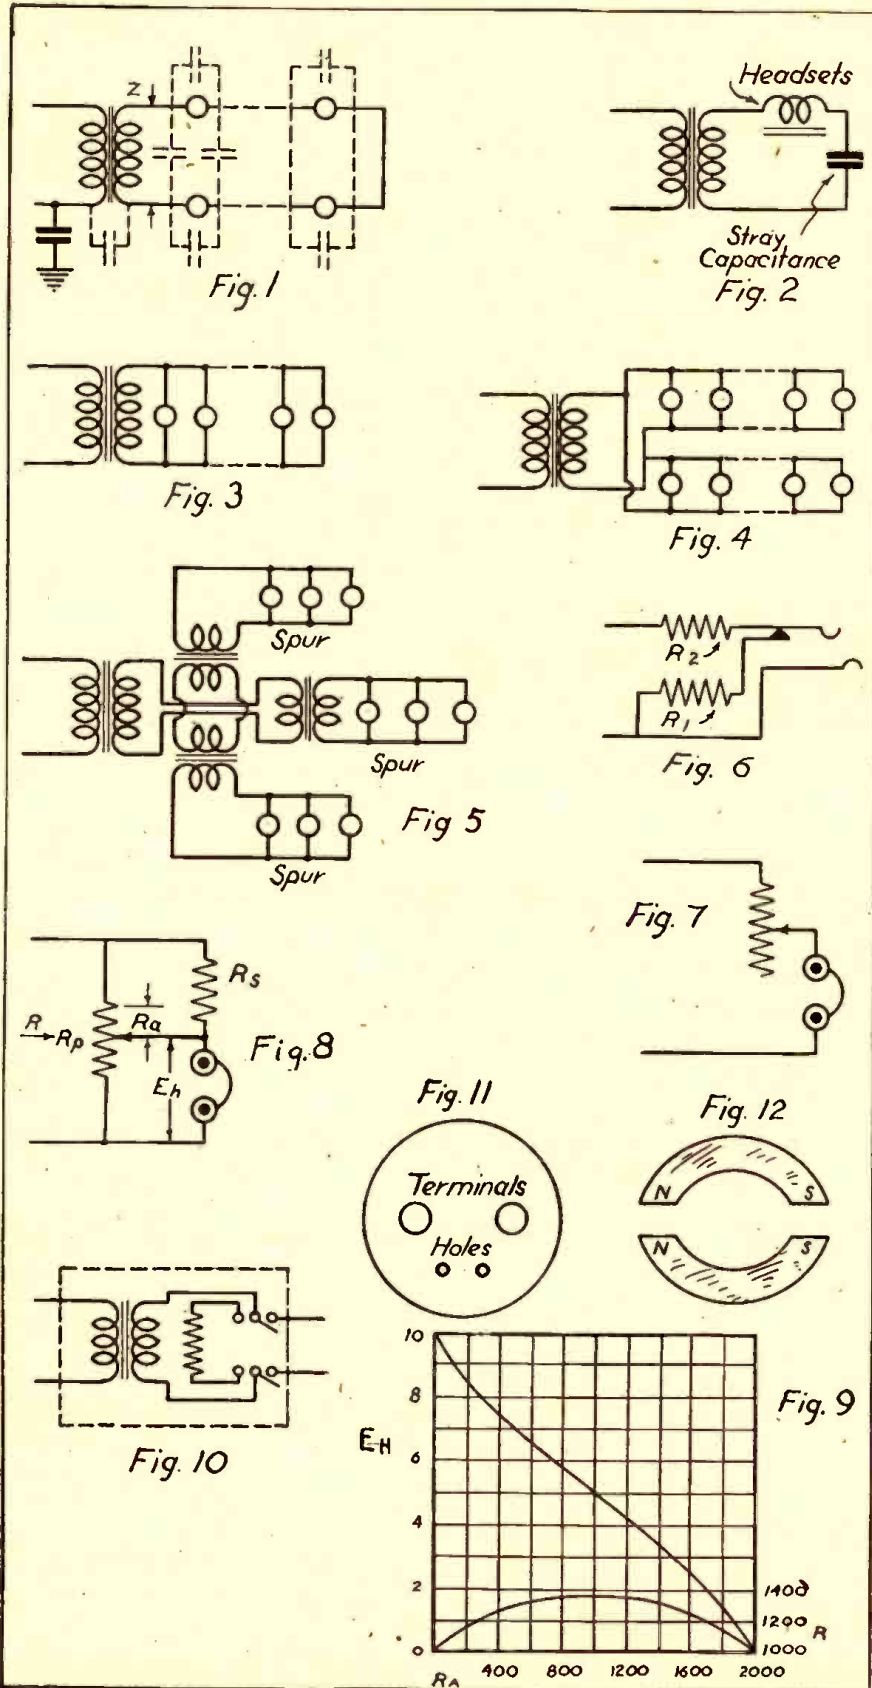 Z
Fig. 1
Headsets
Stray
Capacitance
Fig. 2
Fig. 3
Fig. 4
Spur
Spur
Spur
Fig 5
R2
R1
Fig. 6
Fig. 7
R
Rp
Ra
Rs
Eh
Fig. 8
Fig. 11
Terminals
Holes
Fig. 12
N S
N S
Fig. 10
Fig. 9
EH
10
8
6
4
2
0
1400
1200 R
1000
RA 400 800 1200 1600 2000